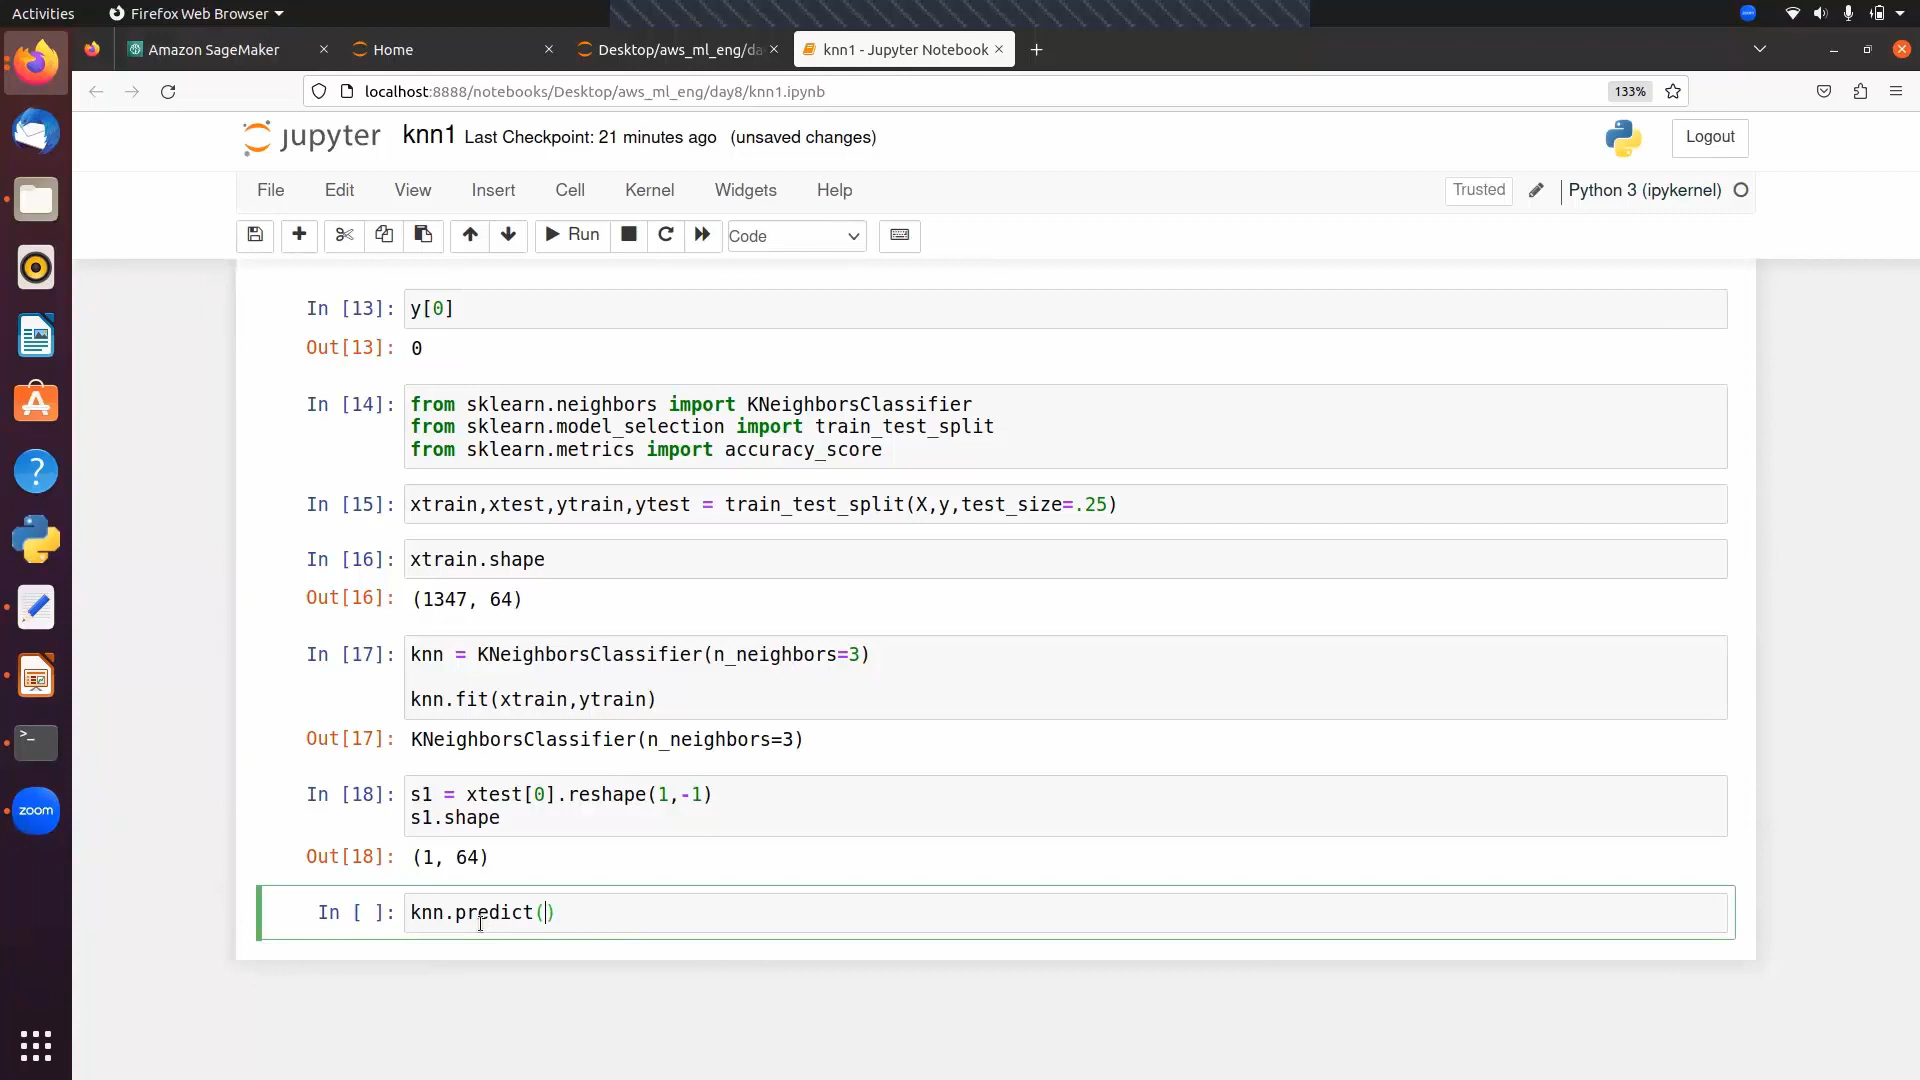 Activities
Firefox Web Browser
Amazon SageMaker
Home
Desktop/aws_ml_eng/da
knn1 - Jupyter Notebook
localhost:8888/notebooks/Desktop/aws_ml_eng/day8/knn1.ipynb
133%
jupyter knn1 Last Checkpoint: 21 minutes ago (unsaved changes)
Logout
File Edit View Insert Cell Kernel Widgets Help
Trusted
Python 3 (ipykernel)
Run
Code
In [13]: y[0]
Out[13]: 0
In [14]: from sklearn.neighbors import KNeighborsClassifier
from sklearn.model_selection import train_test_split
from sklearn.metrics import accuracy_score
In [15]: xtrain,xtest,ytrain,ytest = train_test_split(X,y,test_size=.25)
In [16]: xtrain.shape
Out[16]: (1347, 64)
In [17]: knn = KNeighborsClassifier(n_neighbors=3)
knn.fit(xtrain,ytrain)
Out[17]: KNeighborsClassifier(n_neighbors=3)
In [18]: s1 = xtest[0].reshape(1,-1)
s1.shape
Out[18]: (1, 64)
In [ ]: knn.predict()
zoom